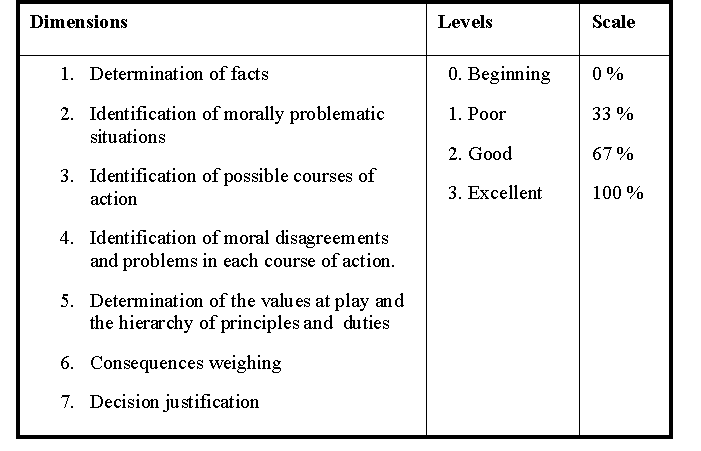 Dimensions Levels Scale
1. Determination of facts
2. Identification of morally problematic
situations
3. Identification of possible courses of
action
4. Identification of moral disagreements
and problems in each course of action.
5. Determination of the values at play and
the hierarchy of principles and duties
6. Consequences weighing
7. Decision justification
0. Beginning
1. Poor
2. Good
3. Excellent
0 %
33 %
67 %
100 %